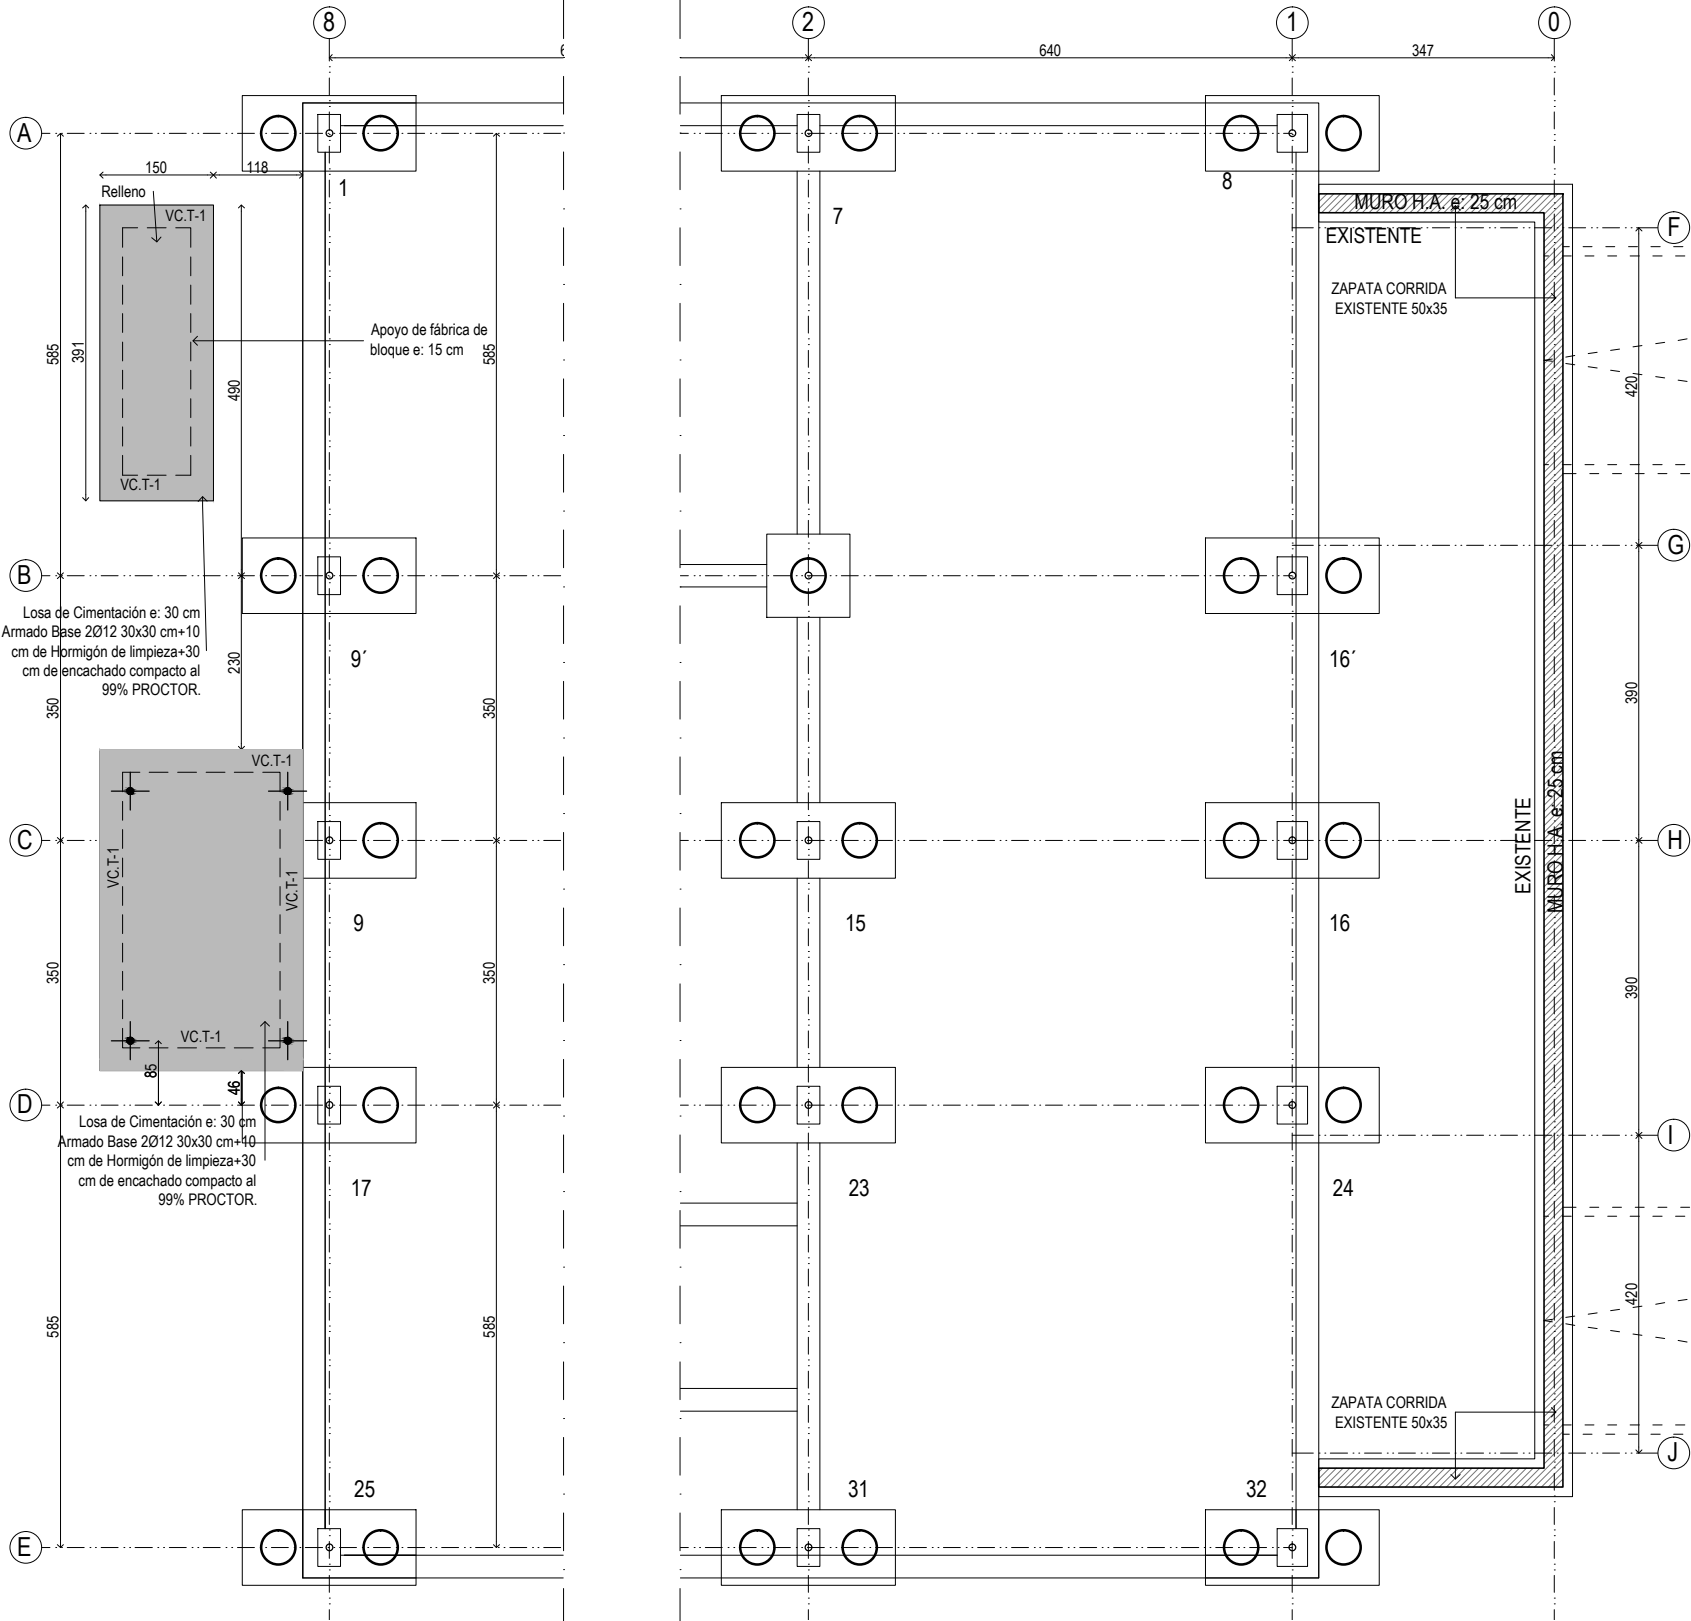 8
2
1
0
6
640
347
A
150
118
Relleno
VC.T-1
1
7
8
MURO H.A. e: 25 cm
EXISTENTE
F
ZAPATA CORRIDA
EXISTENTE 50x35
Apoyo de fábrica de
bloque e: 15 cm
585
391
490
585
420
VC.T-1
G
B
Losa de Cimentación e: 30 cm
Armado Base 2Ø12 30x30 cm+10
cm de Hormigón de limpieza+30
cm de encachado compacto al
99% PROCTOR.
230
9´
16´
350
350
390
VC.T-1
EXISTENTE
MURO H.A. e: 25 cm
C
H
VC.T-1
VC.T-1
9
15
16
350
350
390
VC.T-1
85
46
D
I
Losa de Cimentación e: 30 cm
Armado Base 2Ø12 30x30 cm+10
cm de Hormigón de limpieza+30
cm de encachado compacto al
99% PROCTOR.
17
23
24
585
585
420
ZAPATA CORRIDA
EXISTENTE 50x35
J
25
31
32
E